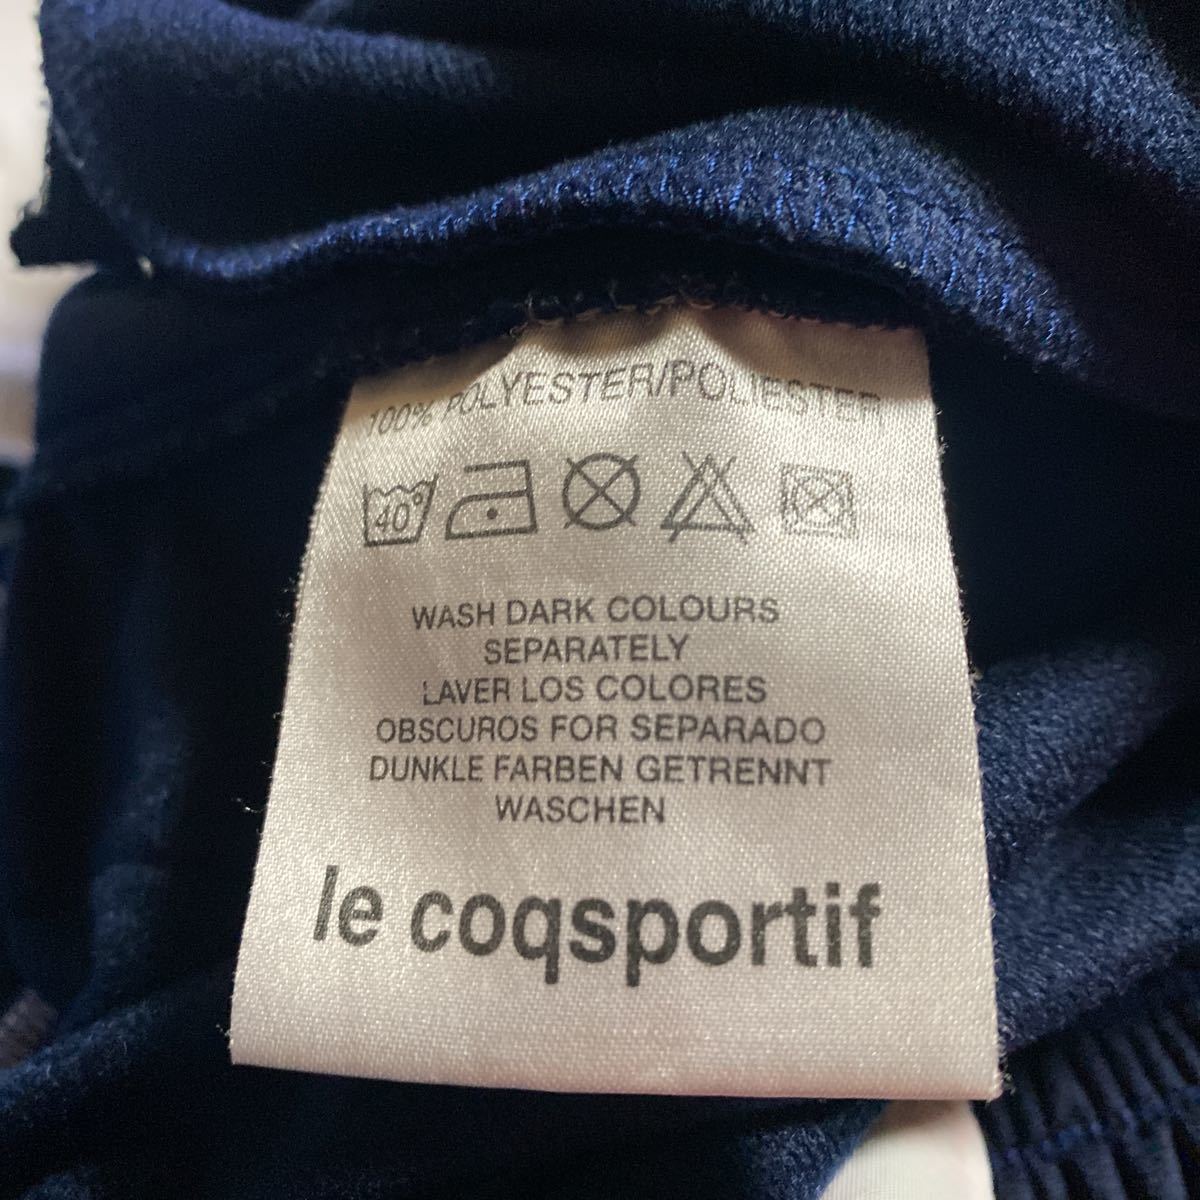 100% POLYESTER/POLIESTER
40°
WASH DARK COLOURS
SEPARATELY
LAVER LOS COLORES
OBSCUROS FOR SEPARADO
DUNKLE FARBEN GETRENNT
WASCHEN
le coqsportif